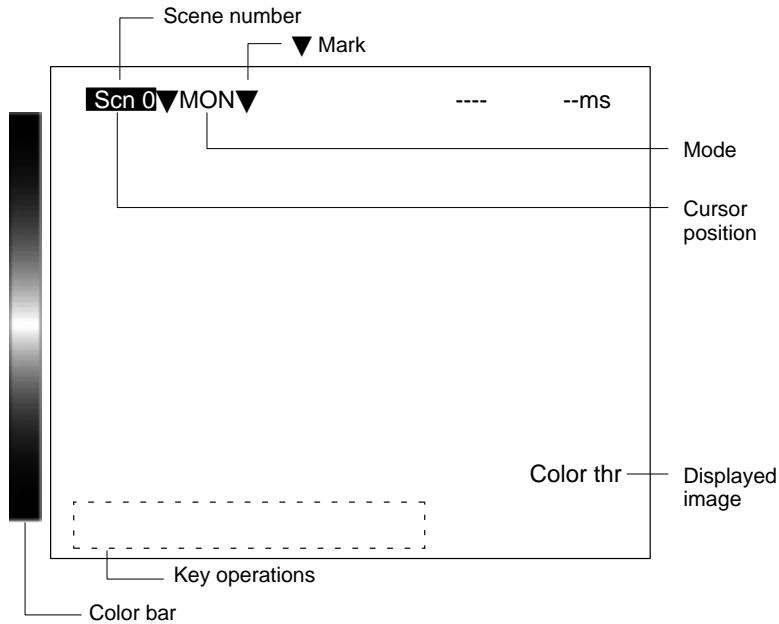 Scene number
▼ Mark
Scn 0▼MON▼ ---- --ms
Mode
Cursor
position
Color thr
Displayed
image
Key operations
Color bar